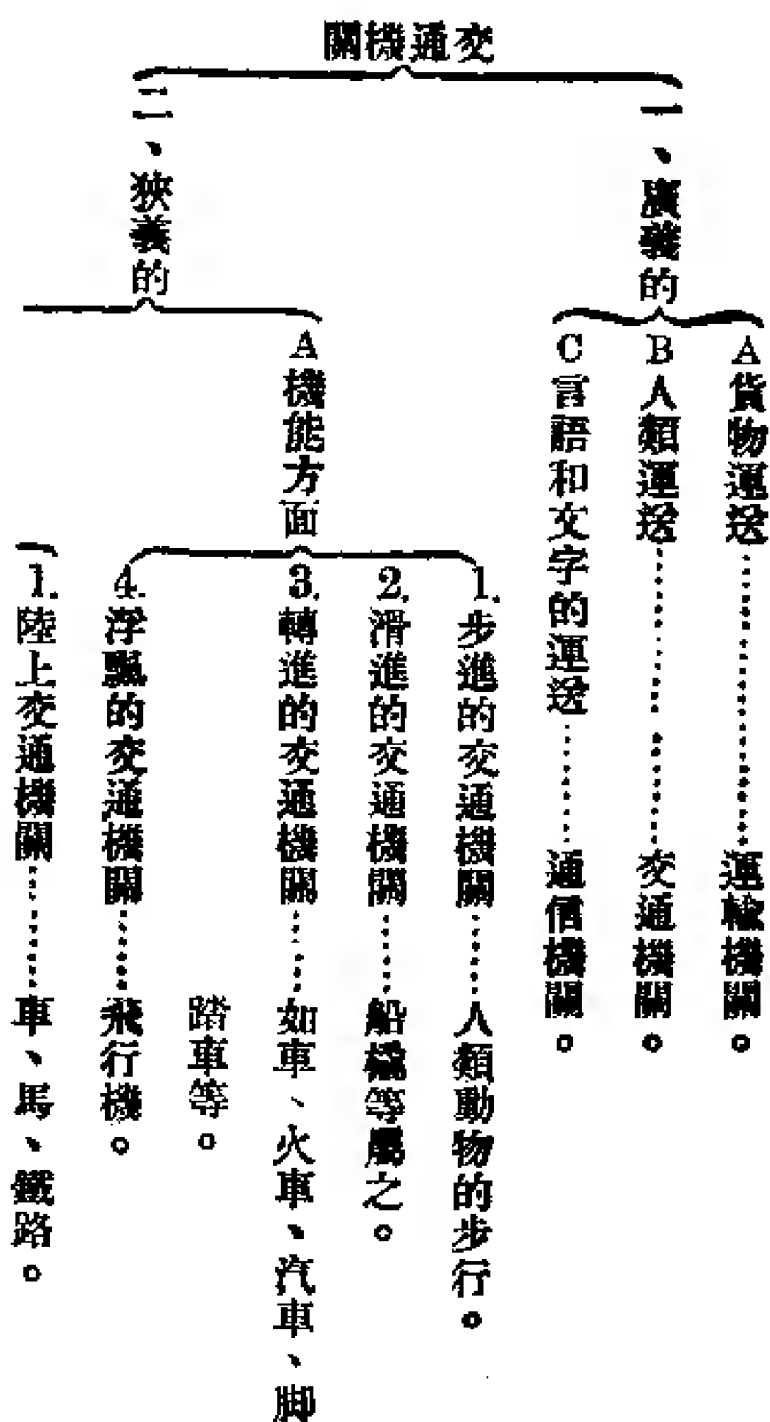 交通機關
一、廣義的
A 貨物運送………運輸機關。
B 人類運送………交通機關。
C 言語和文字的運送………通信機關。
二、狹義的
A 機能方面
1. 步進的交通機關……人類動物的步行。
2. 滑進的交通機關……船橇等屬之。
3. 轉進的交通機關……如車、火車、汽車、脚
踏車等。
4. 浮飄的交通機關……飛行機。
1. 陸上交通機關………車、馬、鐵路。